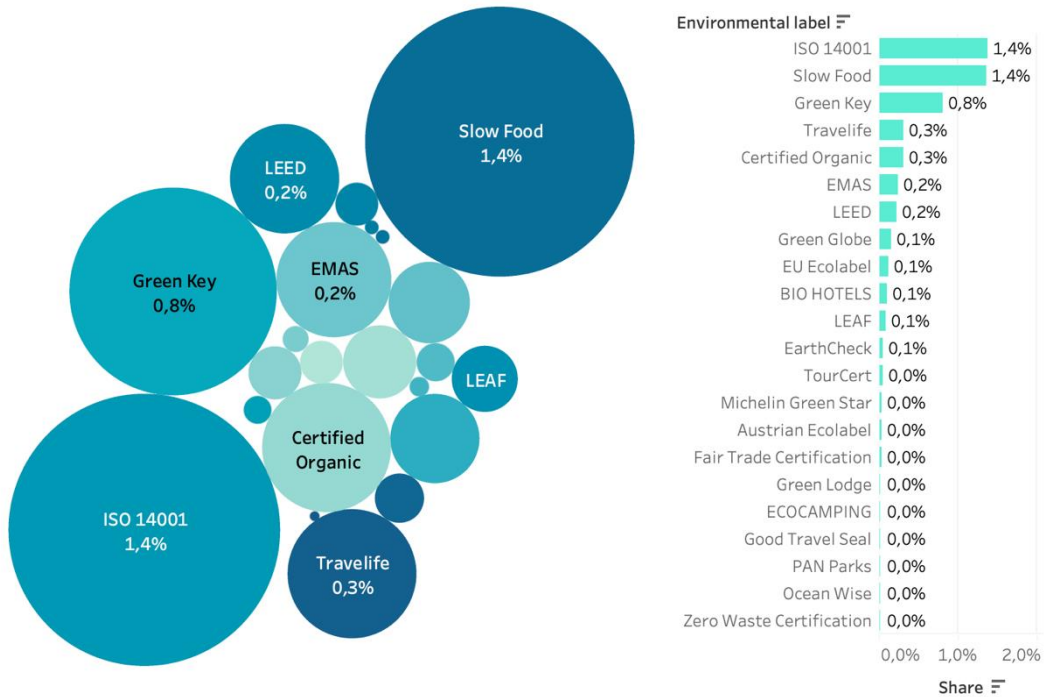 Slow Food
1,4%
LEED
0,2%
Green Key
0,8%
EMAS
0,2%
LEAF
Certified
Organic
ISO 14001
1,4%
Travelife
0,3%
Environmental label
ISO 14001 1,4%
Slow Food 1,4%
Green Key 0,8%
Travelife 0,3%
Certified Organic 0,3%
EMAS 0,2%
LEED 0,2%
Green Globe 0,1%
EU Ecolabel 0,1%
BIO HOTELS 0,1%
LEAF 0,1%
EarthCheck 0,1%
TourCert 0,0%
Michelin Green Star 0,0%
Austrian Ecolabel 0,0%
Fair Trade Certification 0,0%
Green Lodge 0,0%
ECOCAMPING 0,0%
Good Travel Seal 0,0%
PAN Parks 0,0%
Ocean Wise 0,0%
Zero Waste Certification 0,0%
0,0% 1,0% 2,0%
Share